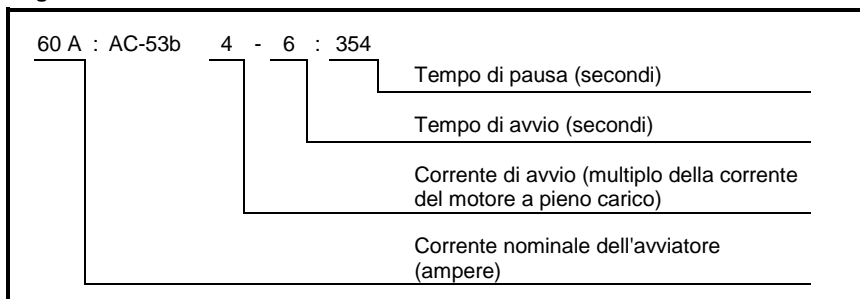 60 A : AC-53b 4 - 6 : 354
Tempo di pausa (secondi)
Tempo di avvio (secondi)
Corrente di avvio (multiplo della corrente
del motore a pieno carico)
Corrente nominale dell'avviatore
(ampere)